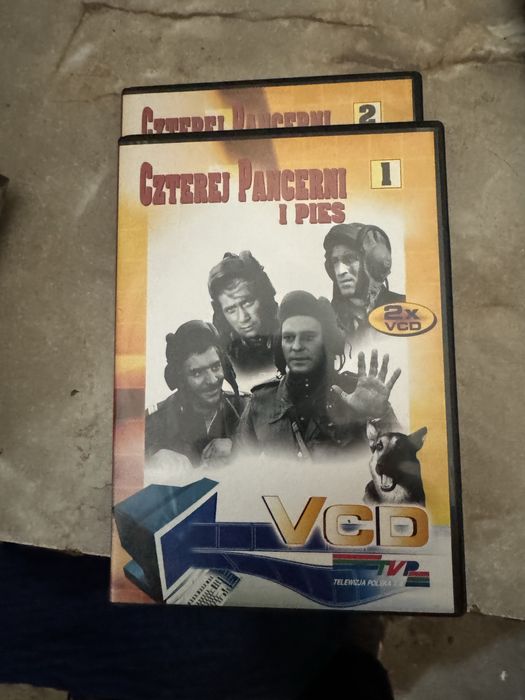 CZTEREJ PANCERNI
2
CZTEREJ PANCERNI
I PIES
1
2x
VCD
VCD
TVP
TELEWIZJA POLSKA